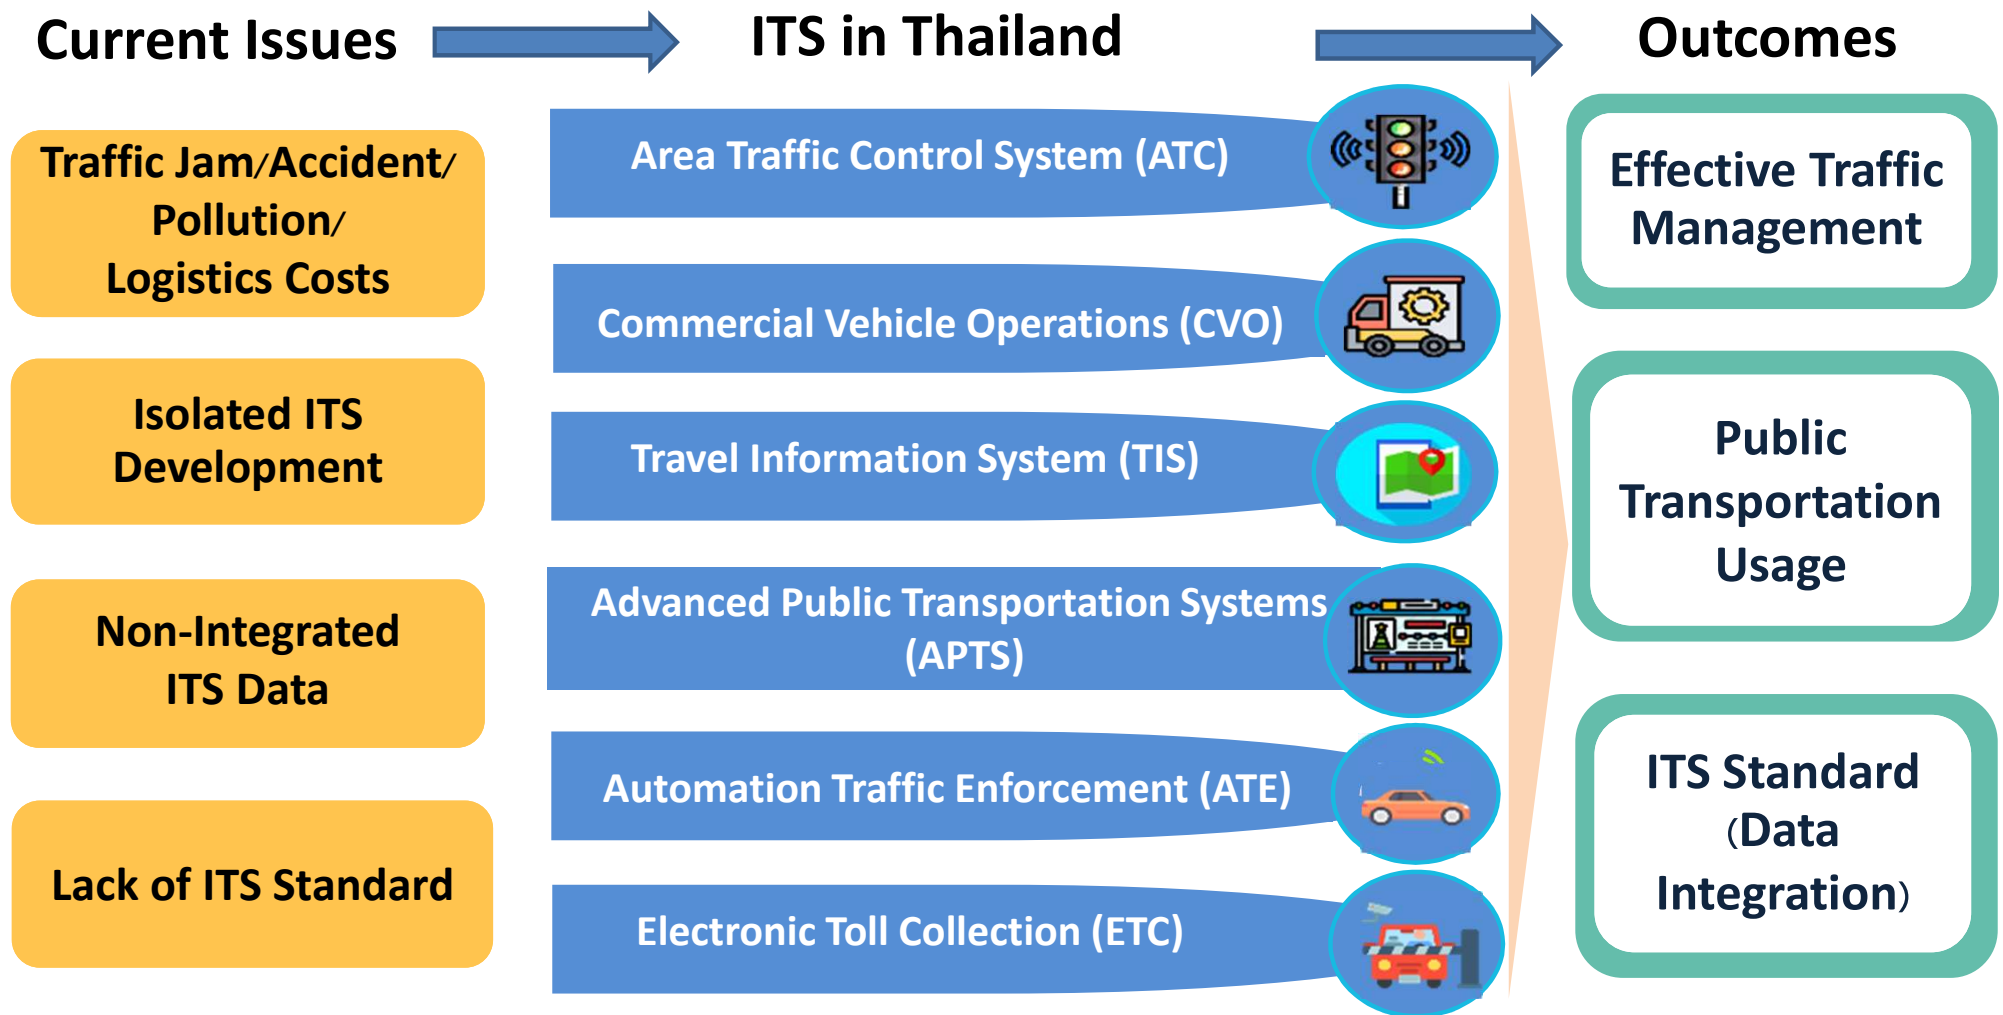 Current Issues
ITS in Thailand
Outcomes
Traffic Jam/Accident/
Pollution/
Logistics Costs
Isolated ITS
Development
Non-Integrated
ITS Data
Lack of ITS Standard
Area Traffic Control System (ATC)
Commercial Vehicle Operations (CVO)
Travel Information System (TIS)
Advanced Public Transportation Systems
(APTS)
Automation Traffic Enforcement (ATE)
Electronic Toll Collection (ETC)
Effective Traffic
Management
Public
Transportation
Usage
ITS Standard
(Data
Integration)